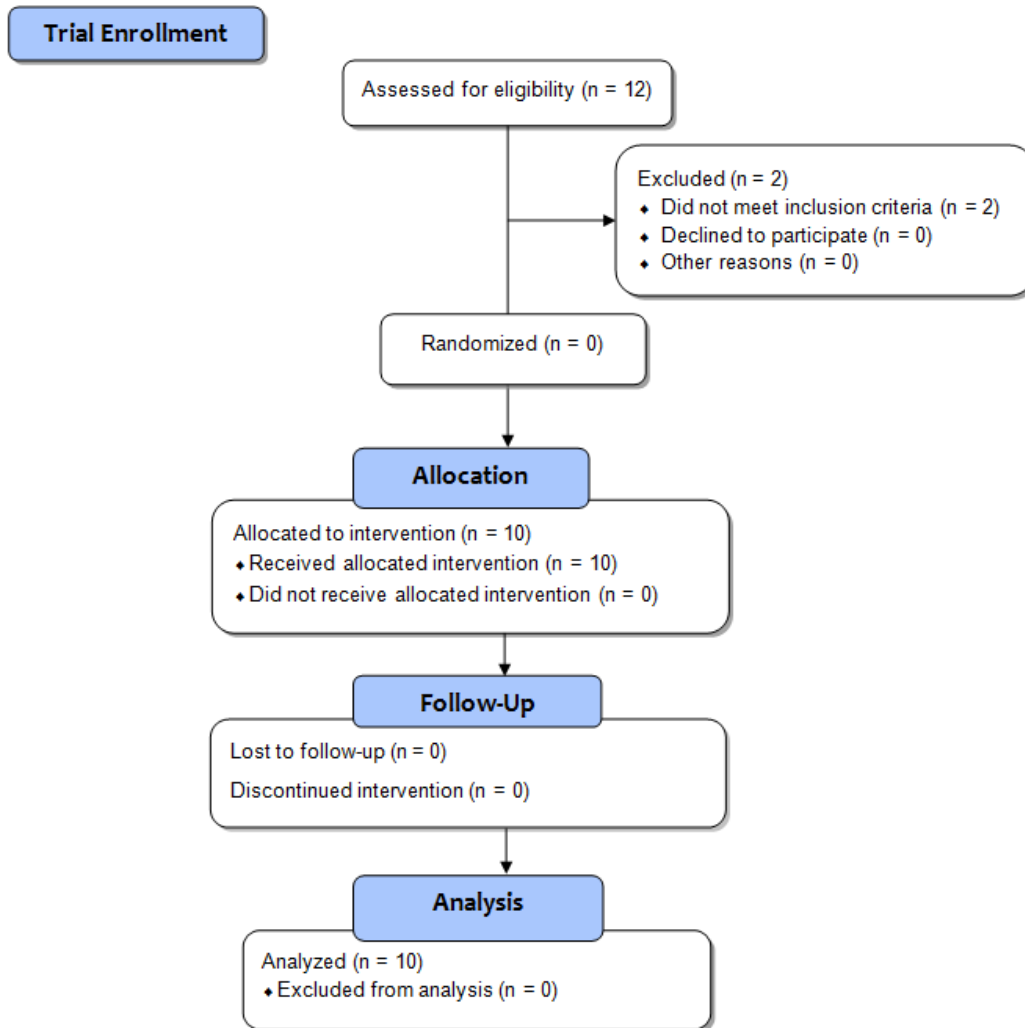 Trial Enrollment
Assessed for eligibility (n = 12)
Excluded (n = 2)
⬥ Did not meet inclusion criteria (n = 2)
⬥ Declined to participate (n = 0)
⬥ Other reasons (n = 0)
Randomized (n = 0)
Allocation
Allocated to intervention (n = 10)
⬥ Received allocated intervention (n = 10)
⬥ Did not receive allocated intervention (n = 0)
Follow-Up
Lost to follow-up (n = 0)
Discontinued intervention (n = 0)
Analysis
Analyzed (n = 10)
⬥ Excluded from analysis (n = 0)